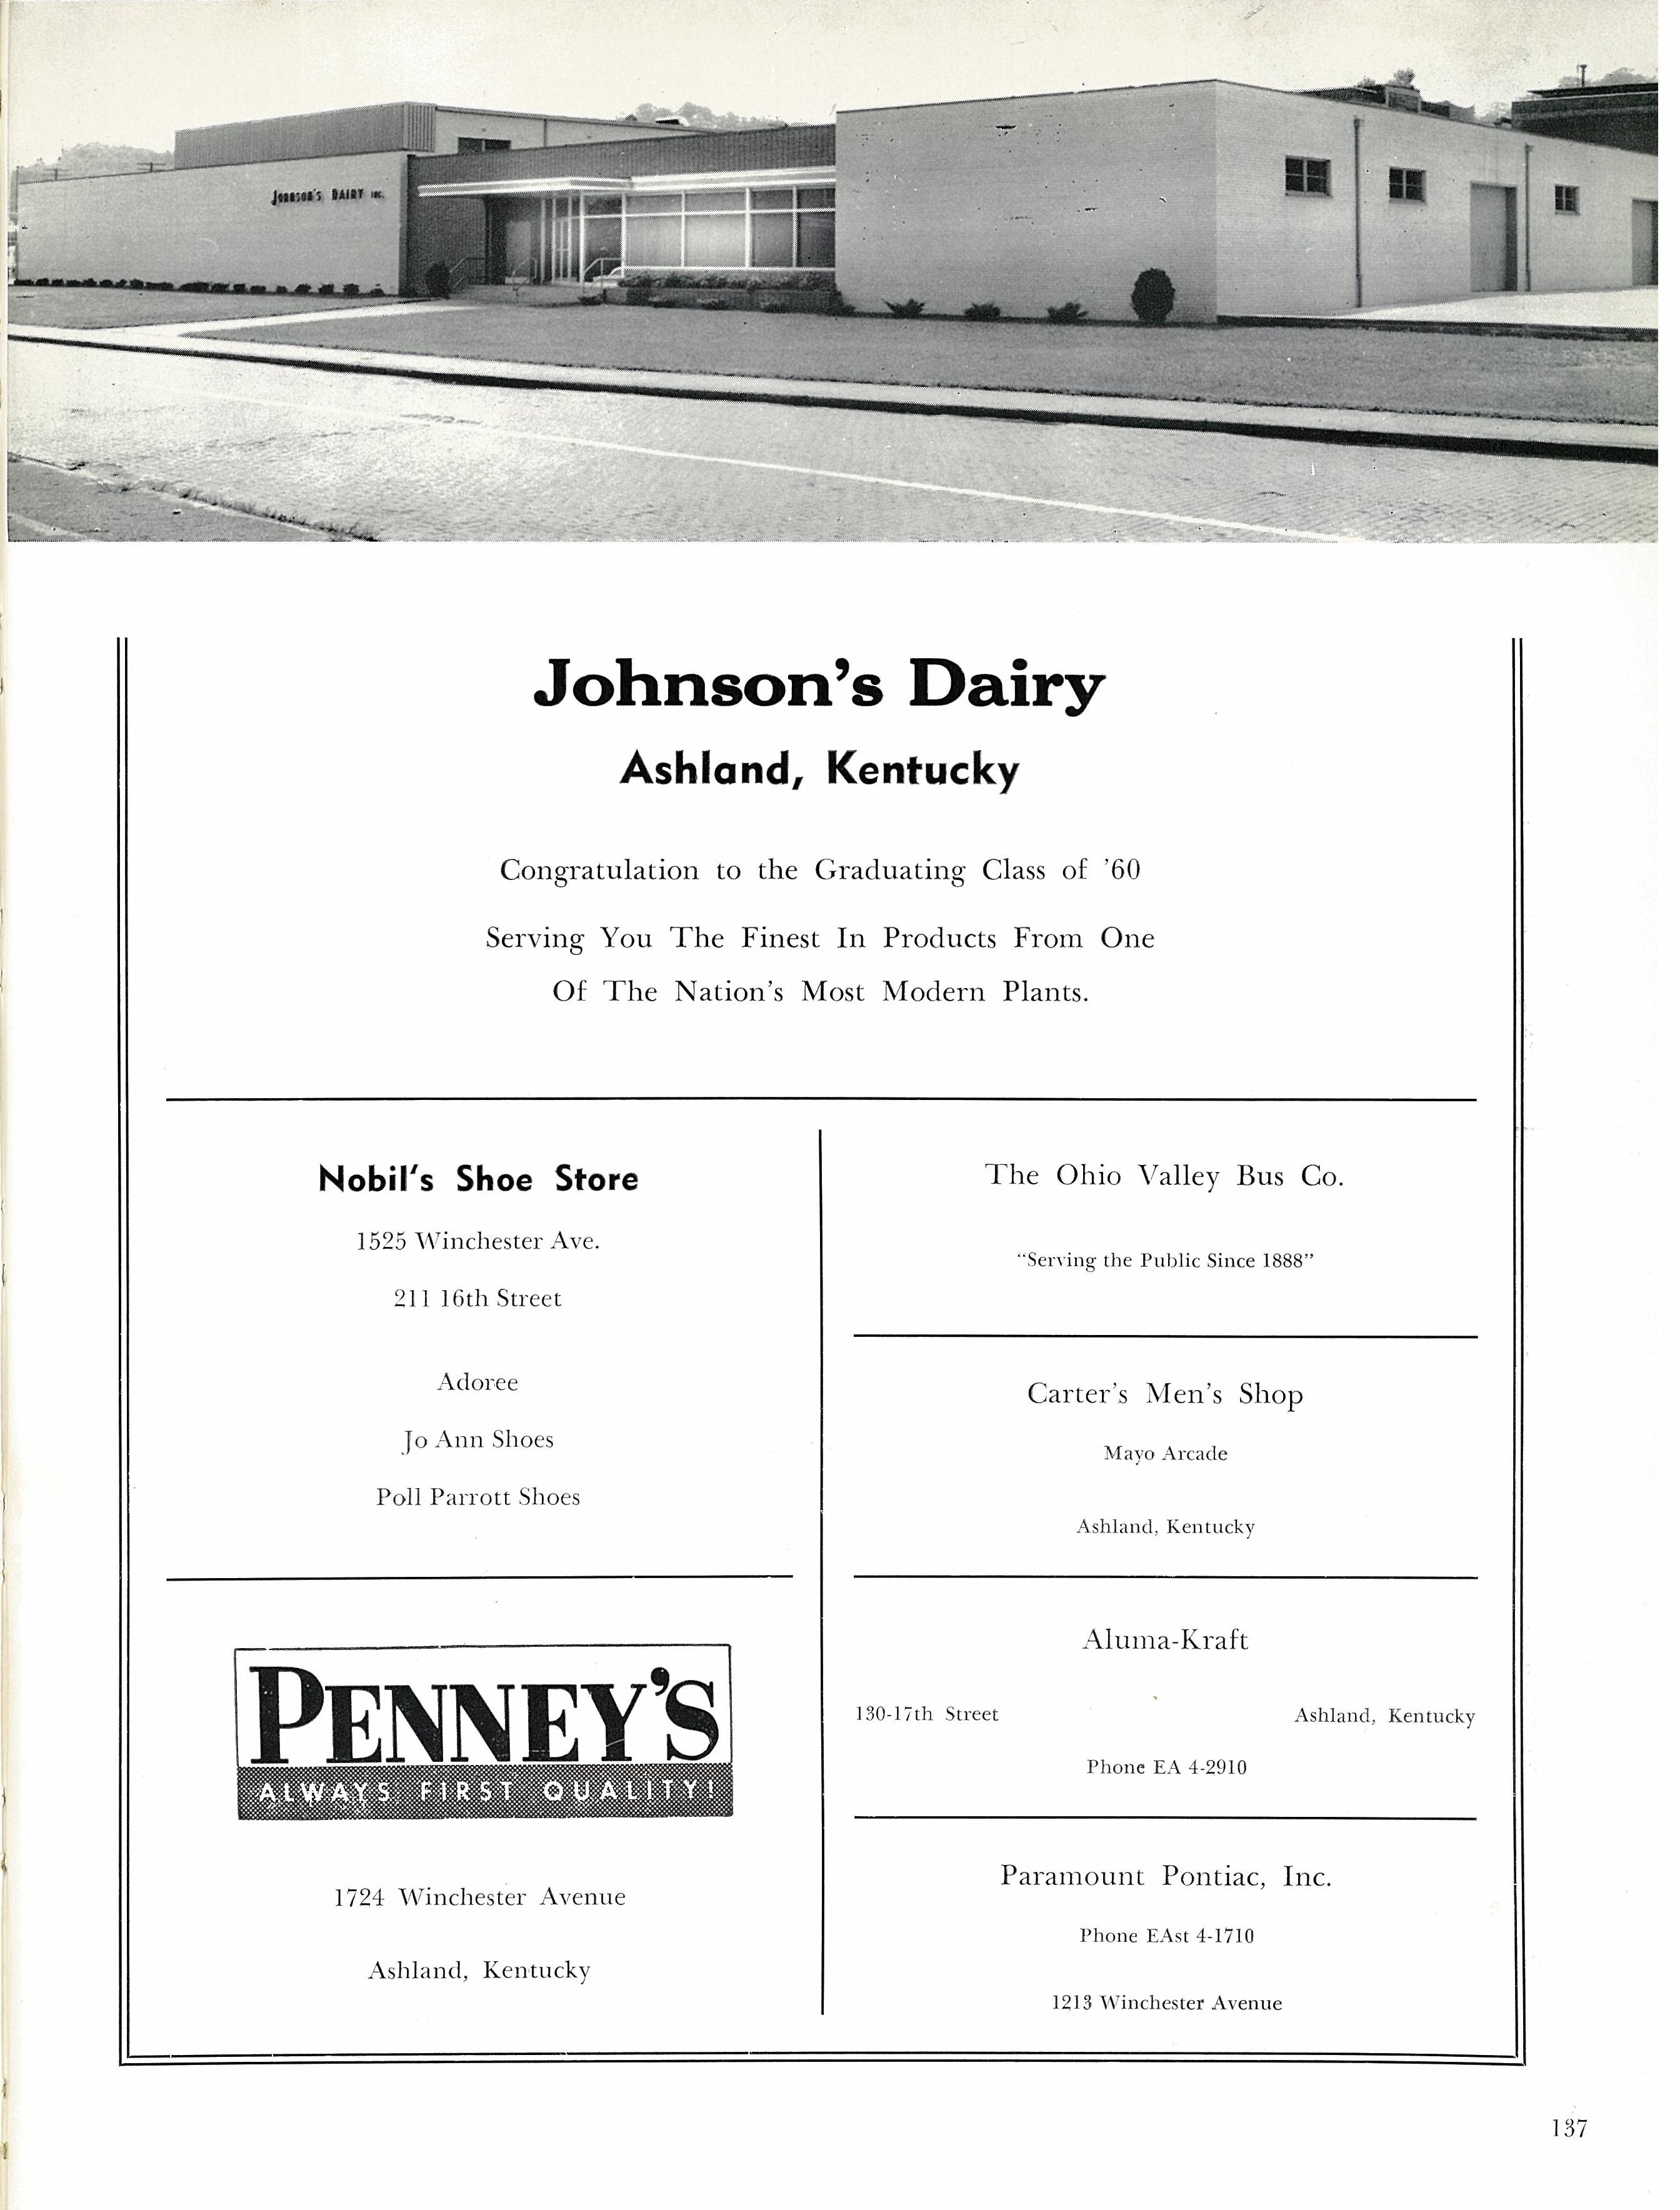 Johnson's Dairy Inc.
Johnson's Dairy
Ashland, Kentucky
Congratulation to the Graduating Class of '60
Serving You The Finest In Products From One
Of The Nation's Most Modern Plants.
Nobil's Shoe Store
1525 Winchester Ave.
211 16th Street
Adoree
Jo Ann Shoes
Poll Parrott Shoes
PENNEY'S
ALWAYS FIRST QUALITY!
1724 Winchester Avenue
Ashland, Kentucky
The Ohio Valley Bus Co.
"Serving the Public Since 1888"
Carter's Men's Shop
Mayo Arcade
Ashland, Kentucky
Aluma-Kraft
130-17th Street Ashland, Kentucky
Phone EA 4-2910
Paramount Pontiac, Inc.
Phone EAst 4-1710
1213 Winchester Avenue
137